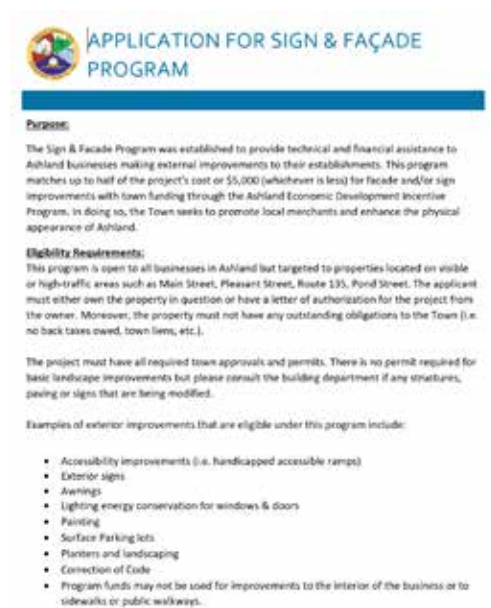 APPLICATION FOR SIGN & FAÇADE
PROGRAM
Purpose:
The Sign & Facade Program was established to provide technical and financial assistance to
Ashland businesses making external improvements to their establishments. This program
matches up to half of the project's cost or $5,000 (whichever is less) for facade and/or sign
improvements with town funding through the Ashland Economic Development Incentive
Program. In doing so, the Town seeks to promote local merchants and enhance the physical
appearance of Ashland.
Eligibility Requirements:
This program is open to all businesses in Ashland but targeted to properties located on visible
or high-traffic areas such as Main Street, Pleasant Street, Route 135, Pond Street. The applicant
must either own the property in question or have a letter of authorization for the project from
the owner. Moreover, the property must not have any outstanding obligations to the Town (i.e.
no back taxes owed, town liens, etc.).
The project must have all required town approvals and permits. There is no permit required for
basic landscape improvements but please consult the building department if any structures,
paving or signs that are being modified.
Examples of exterior improvements that are eligible under this program include:
• Accessibility improvements (i.e. handicapped accessible ramps)
• Exterior signs
• Awnings
• Lighting energy conservation for windows & doors
• Painting
• Surface Parking lots
• Planters and landscaping
• Correction of Code
• Program funds may not be used for improvements to the interior of the business or to
sidewalks or public walkways.